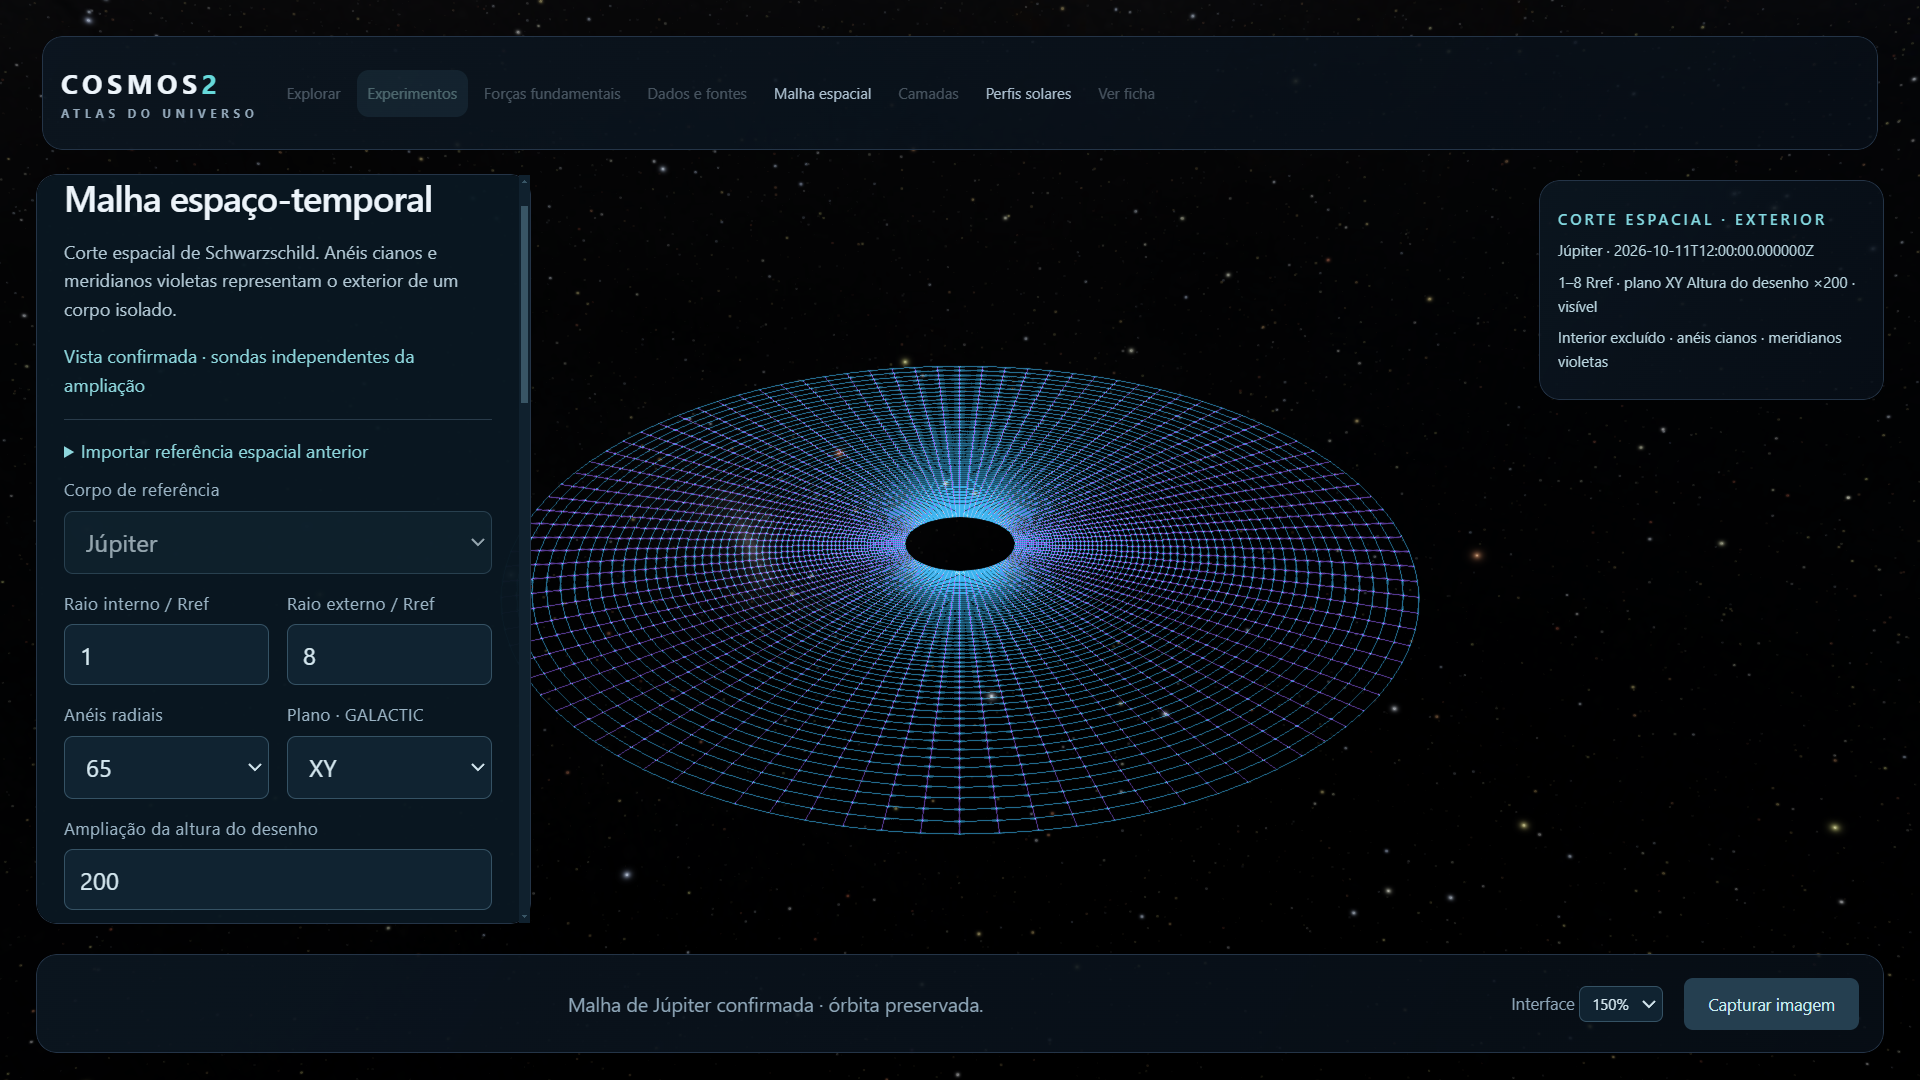 COSMOS2
ATLAS DO UNIVERSO
Explorar
Experimentos
Forças fundamentais
Dados e fontes
Malha espacial
Camadas
Perfis solares
Ver ficha
Malha espaço-temporal
Corte espacial de Schwarzschild. Anéis cianos e
meridianos violetas representam o exterior de um
corpo isolado.
Vista confirmada · sondas independentes da
ampliação
Importar referência espacial anterior
Corpo de referência
Júpiter
Raio interno / Rref
Raio externo / Rref
1
8
Anéis radiais
Plano · GALACTIC
65
XY
Ampliação da altura do desenho
200
CORTE ESPACIAL · EXTERIOR
Júpiter · 2026-10-11T12:00:00.000000Z
1–8 Rref · plano XY Altura do desenho ×200 ·
visível
Interior excluído · anéis cianos · meridianos
violetas
Malha de Júpiter confirmada · órbita preservada.
Interface
150%
Capturar imagem